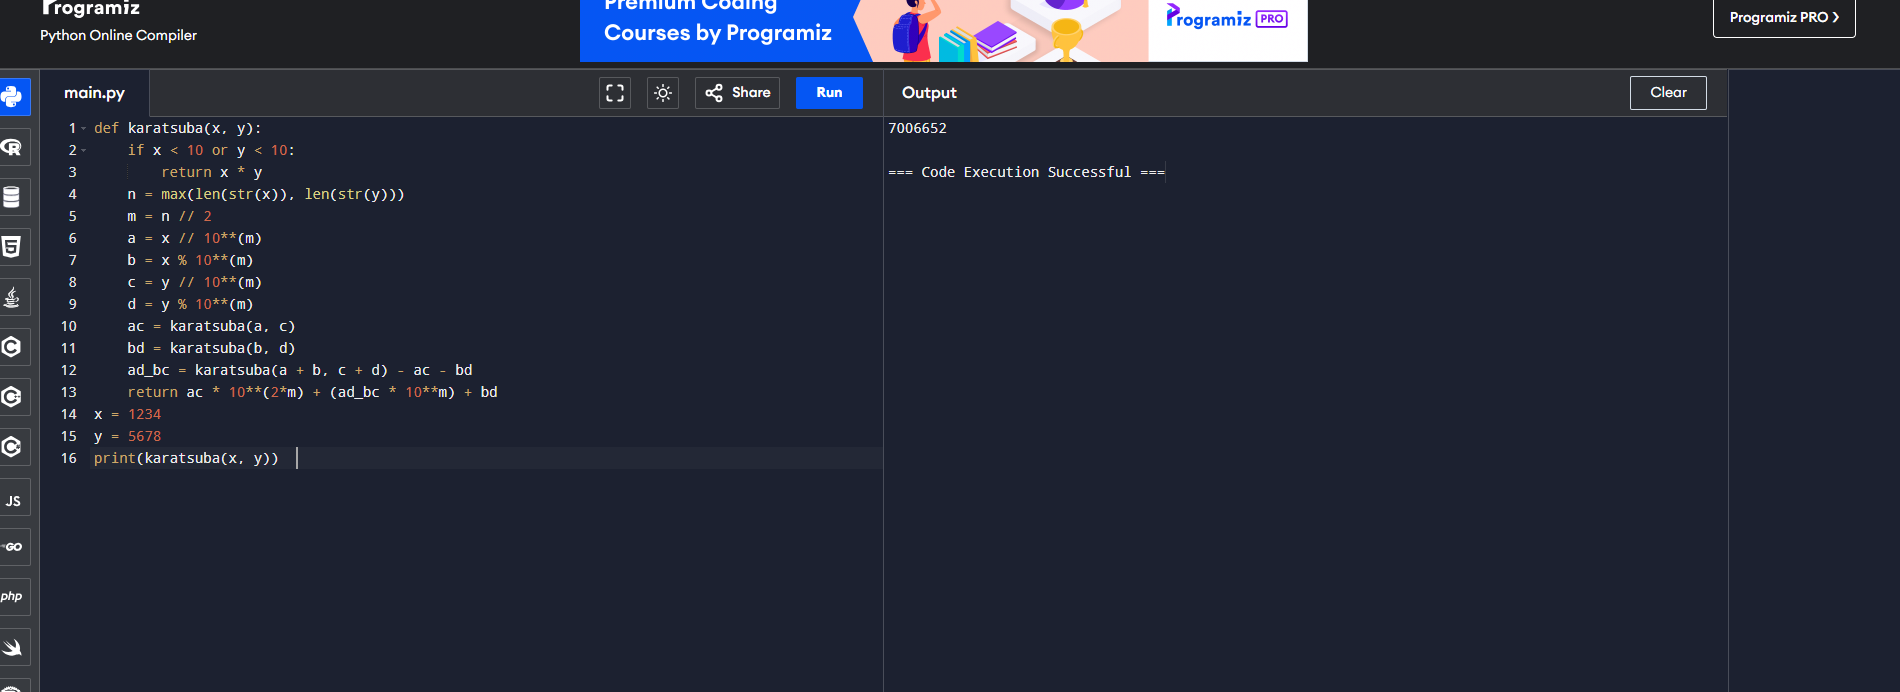 Programiz
Python Online Compiler
Premium Coding
Courses by Programiz
Programiz PRO
Programiz PRO ❯
main.py
Share
Run
Output
Clear
1 def karatsuba(x, y):
2     if x < 10 or y < 10:
3         return x * y
4     n = max(len(str(x)), len(str(y)))
5     m = n // 2
6     a = x // 10**(m)
7     b = x % 10**(m)
8     c = y // 10**(m)
9     d = y % 10**(m)
10     ac = karatsuba(a, c)
11     bd = karatsuba(b, d)
12     ad_bc = karatsuba(a + b, c + d) - ac - bd
13     return ac * 10**(2*m) + (ad_bc * 10**m) + bd
14 x = 1234
15 y = 5678
16 print(karatsuba(x, y))
7006652
=== Code Execution Successful ===
R
5
C
C
C
JS
GO
php